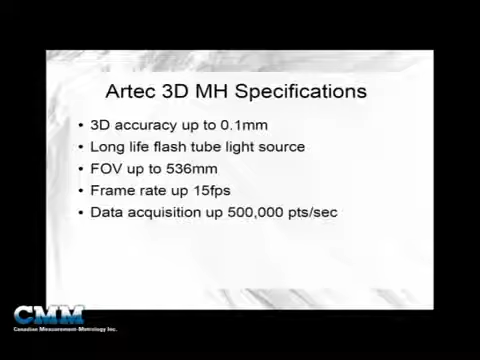 Artec 3D MH Specifications
• 3D accuracy up to 0.1mm
• Long life flash tube light source
• FOV up to 536mm
• Frame rate up 15fps
• Data acquisition up 500,000 pts/sec
CMM
Canadian Measurement-Metrology Inc.